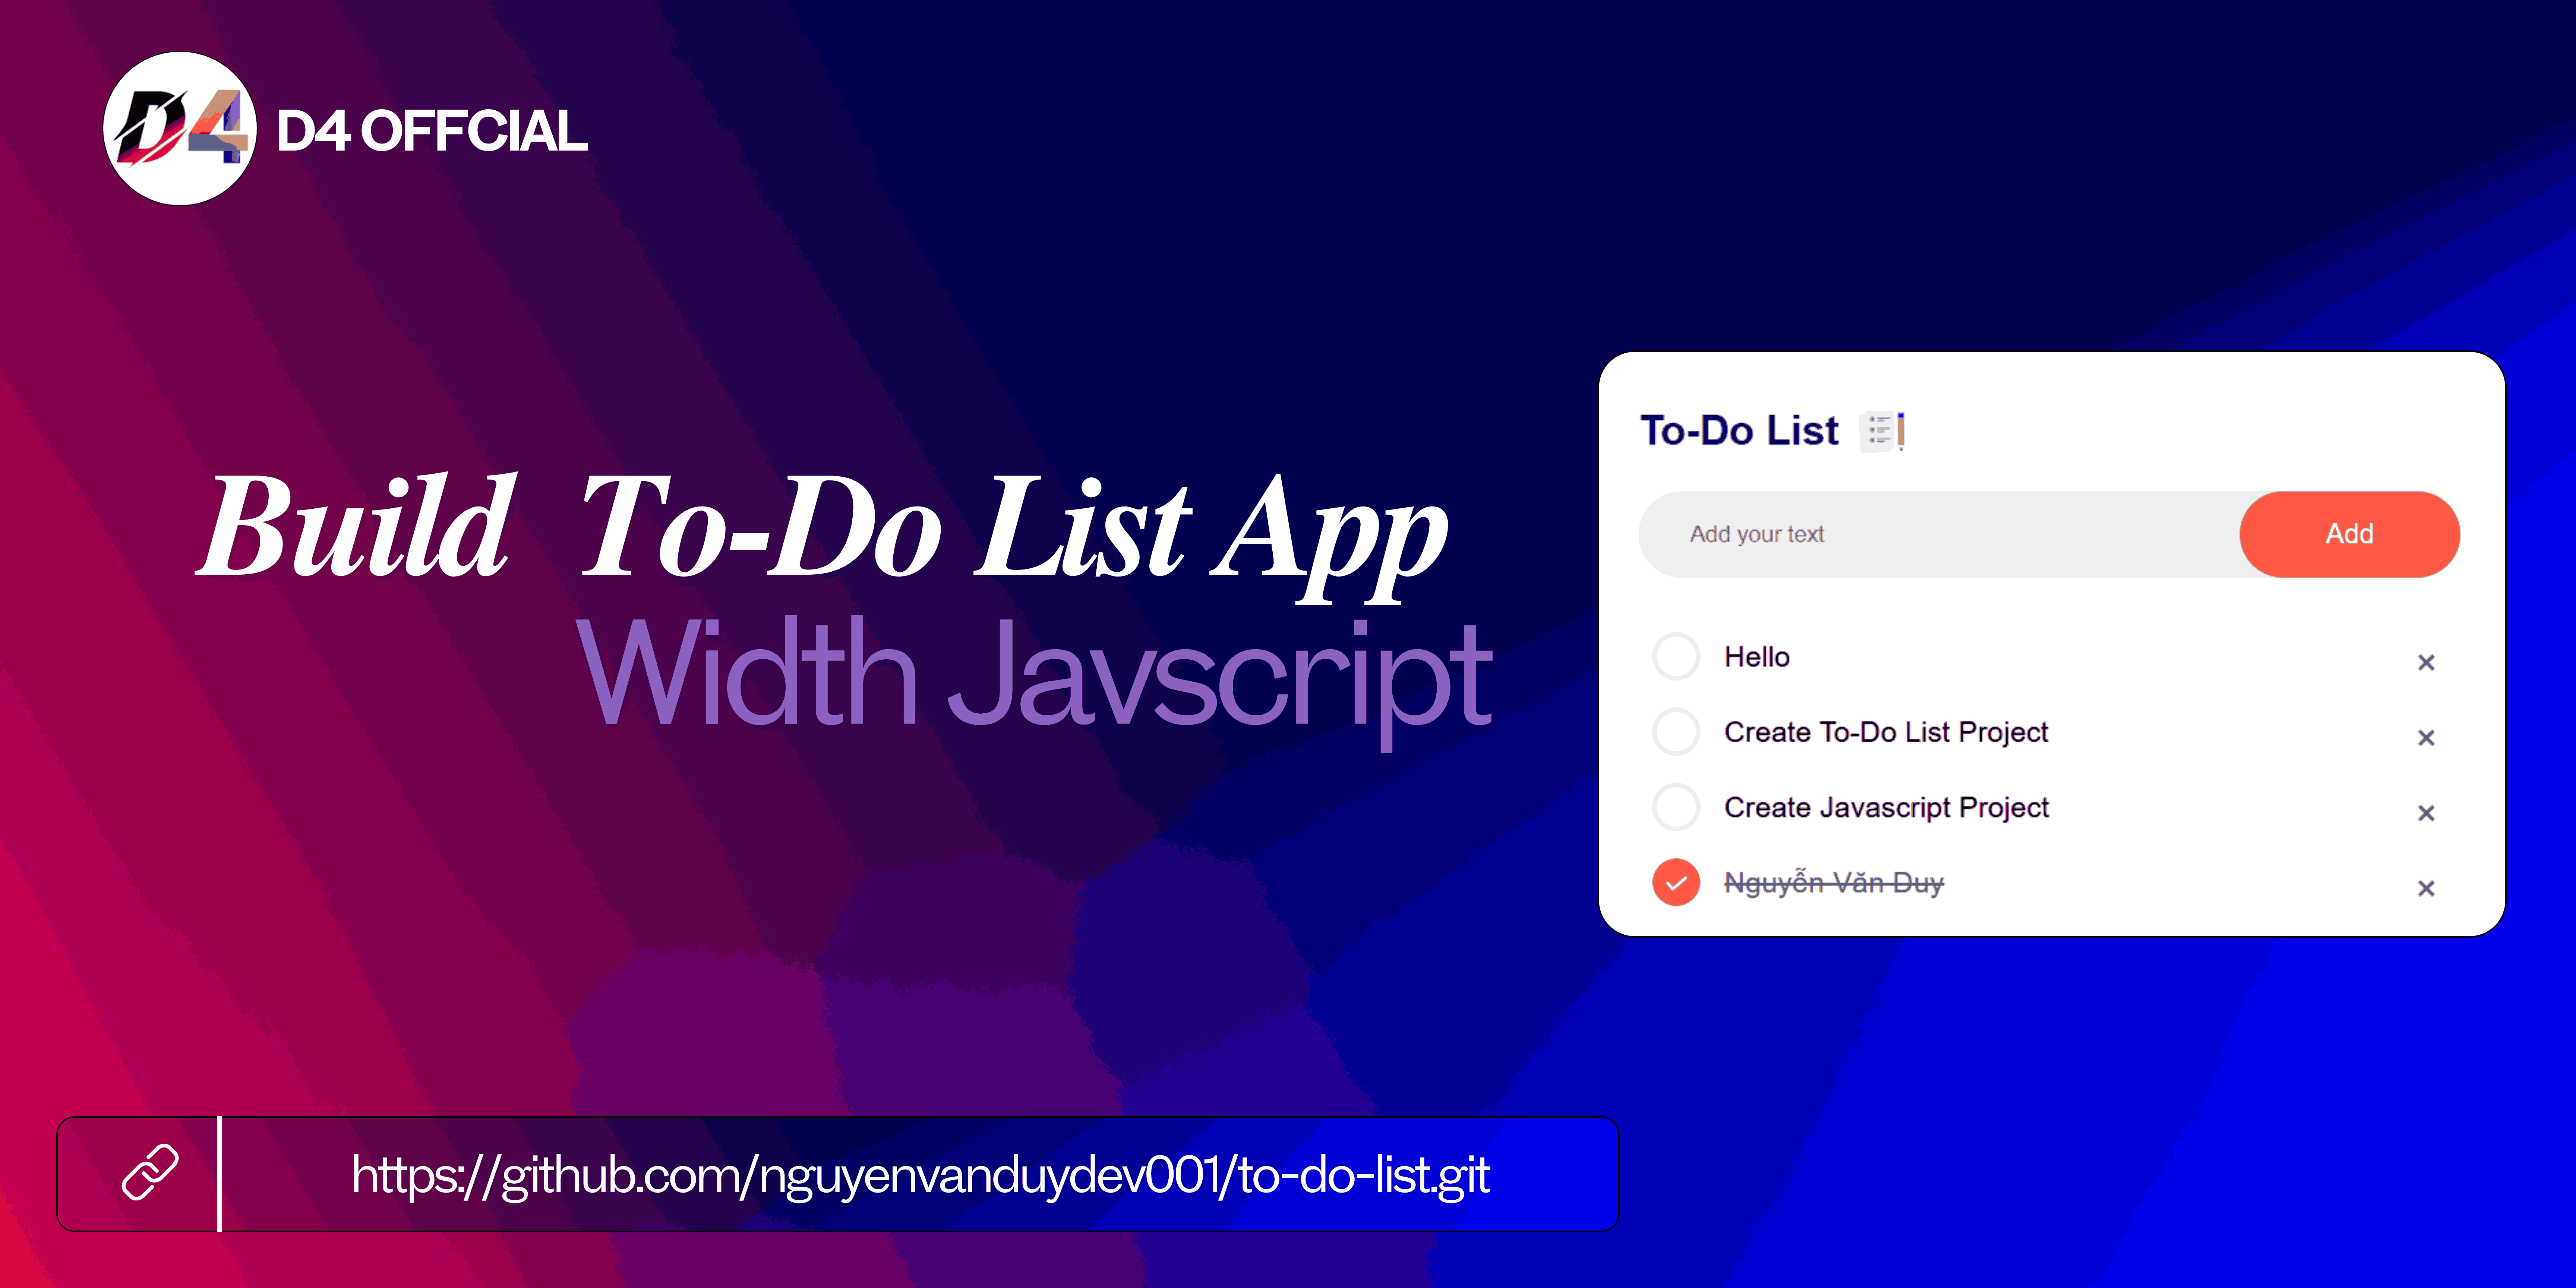 D4
D4 OFFCIAL
Build To-Do List App
Width Javscript
To-Do List
Add your text
Add
Hello
Create To-Do List Project
Create Javascript Project
Nguyễn Văn Duy
https://github.com/nguyenvanduydev001/to-do-list.git